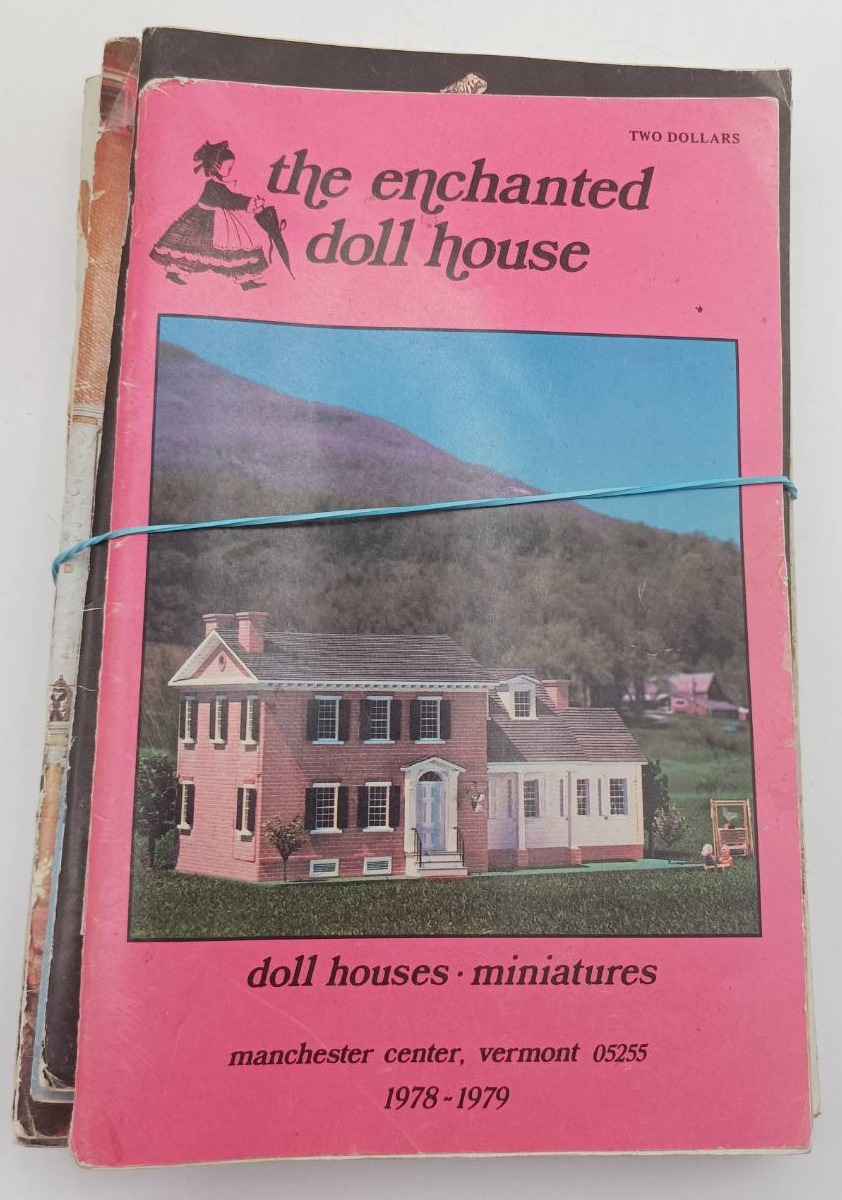 TWO DOLLARS
the enchanted
doll house
doll houses · miniatures
manchester center, vermont 05255
1978 - 1979